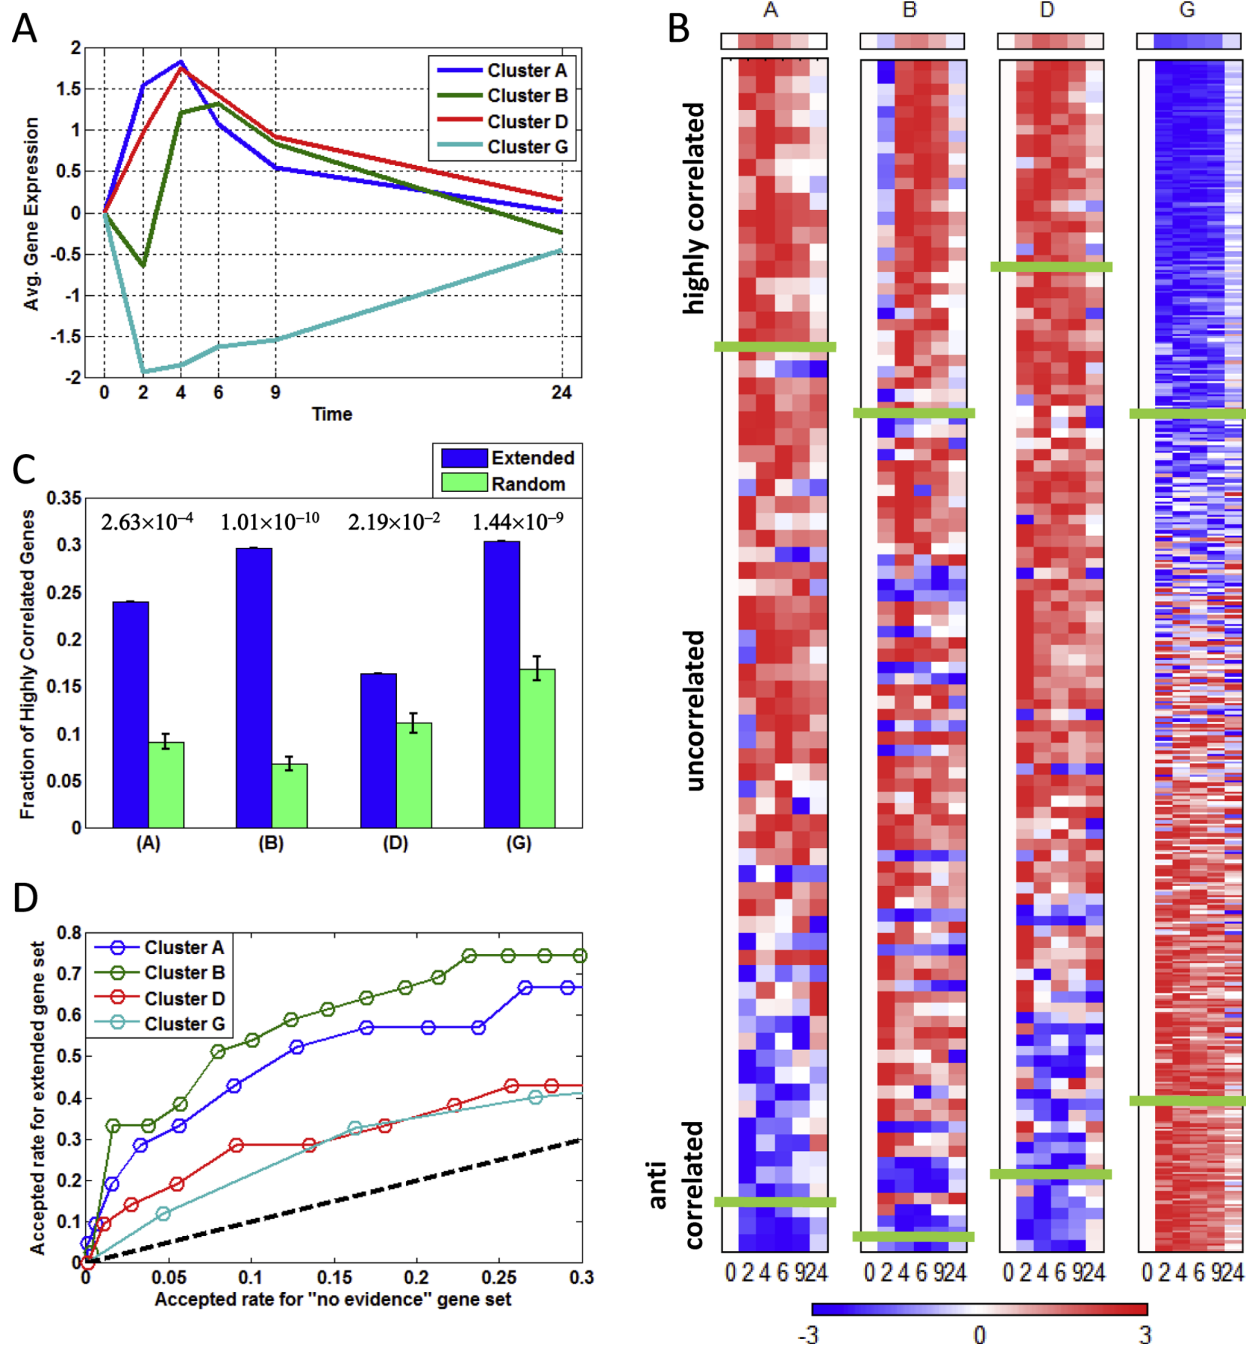 A
2
1.5
1
0.5
0
-0.5
-1
-1.5
-2
Avg. Gene Expression
Cluster A
Cluster B
Cluster D
Cluster G
0 2 4 6 9 24
Time
B
A B D G
highly correlated
uncorrelated
anti
correlated
0 2 4 6 9 24 0 2 4 6 9 24 0 2 4 6 9 24 0 2 4 6 9 24
-3 0 3
C
Extended
Random
0.35
0.3
0.25
0.2
0.15
0.1
0.05
0
Fraction of Highly Correlated Genes
2.63×10⁻⁴ 1.01×10⁻¹⁰ 2.19×10⁻² 1.44×10⁻⁹
(A) (B) (D) (G)
D
0.8
0.7
0.6
0.5
0.4
0.3
0.2
0.1
0
Accepted rate for extended gene set
Cluster A
Cluster B
Cluster D
Cluster G
0 0.05 0.1 0.15 0.2 0.25 0.3
Accepted rate for "no evidence" gene set